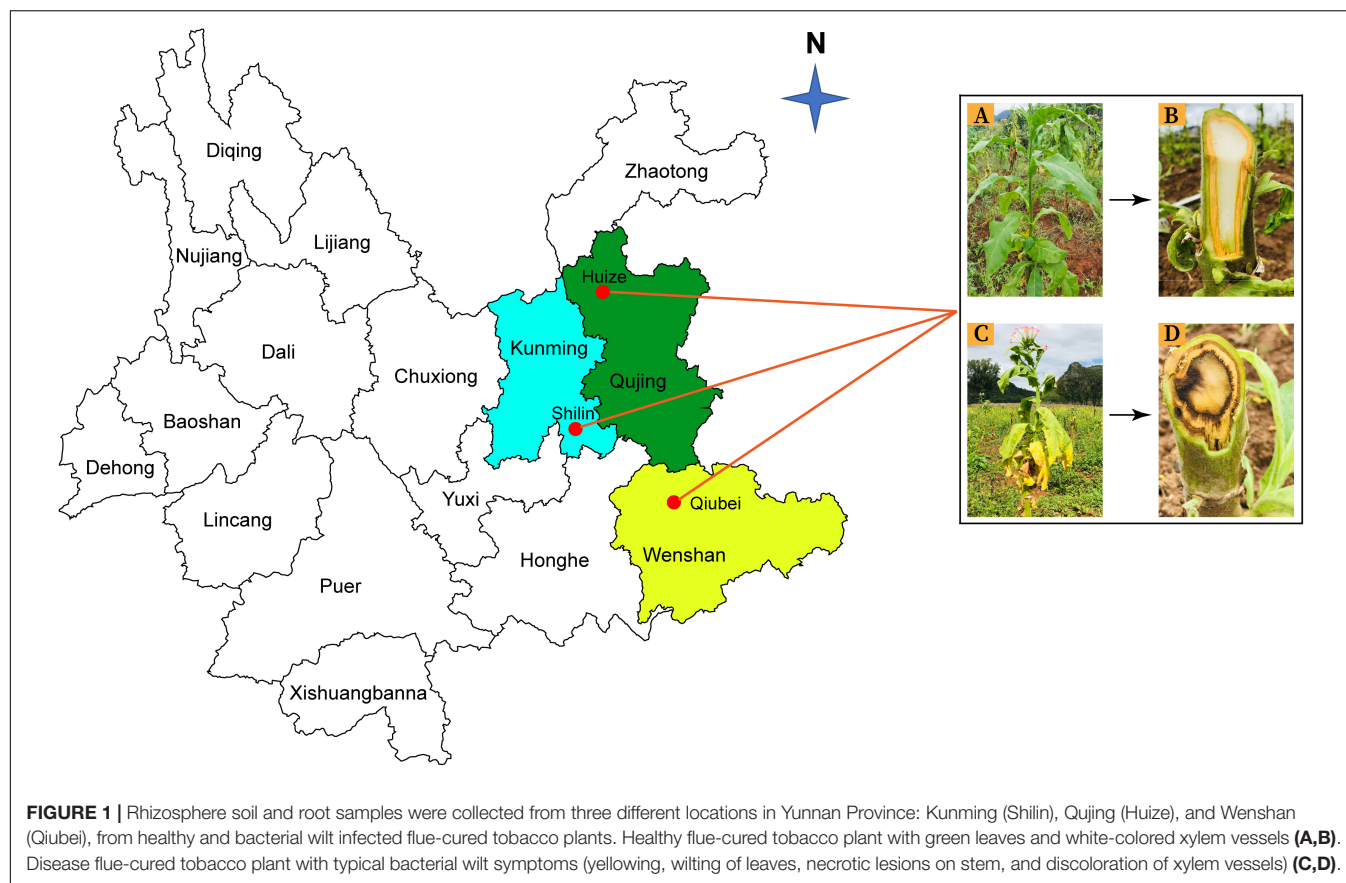 N
Diqing
Zhaotong
Lijiang
Nujiang
Huize
Kunming
Dali
Chuxiong
Qujing
Shilin
Baoshan
Dehong
Yuxi
Qiubei
Lincang
Honghe
Wenshan
Puer
Xishuangbanna
A
B
C
D
FIGURE 1 | Rhizosphere soil and root samples were collected from three different locations in Yunnan Province: Kunming (Shilin), Qujing (Huize), and Wenshan
(Qiubei), from healthy and bacterial wilt infected flue-cured tobacco plants. Healthy flue-cured tobacco plant with green leaves and white-colored xylem vessels (A,B).
Disease flue-cured tobacco plant with typical bacterial wilt symptoms (yellowing, wilting of leaves, necrotic lesions on stem, and discoloration of xylem vessels) (C,D).